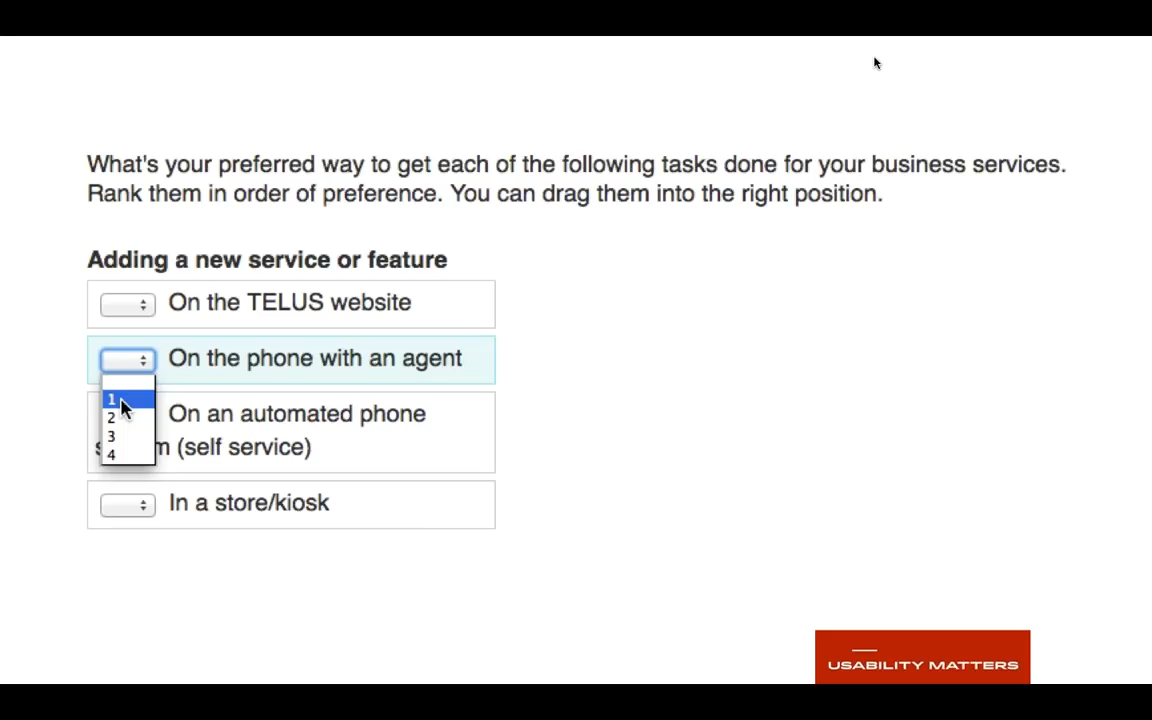 What's your preferred way to get each of the following tasks done for your business services.
Rank them in order of preference. You can drag them into the right position.
Adding a new service or feature
On the TELUS website
On the phone with an agent
1
2
3
4
On an automated phone
(self service)
In a store/kiosk
USABILITY MATTERS